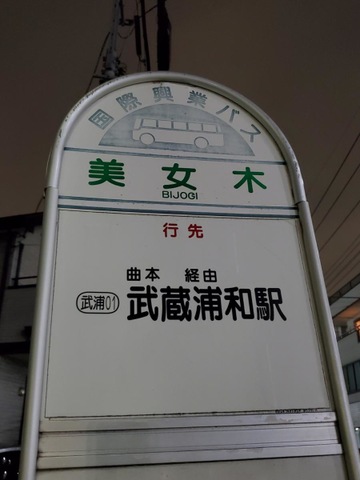 国際興業バス
美女木
BIJOGI
行先
曲本 経由
武浦01 武蔵浦和駅